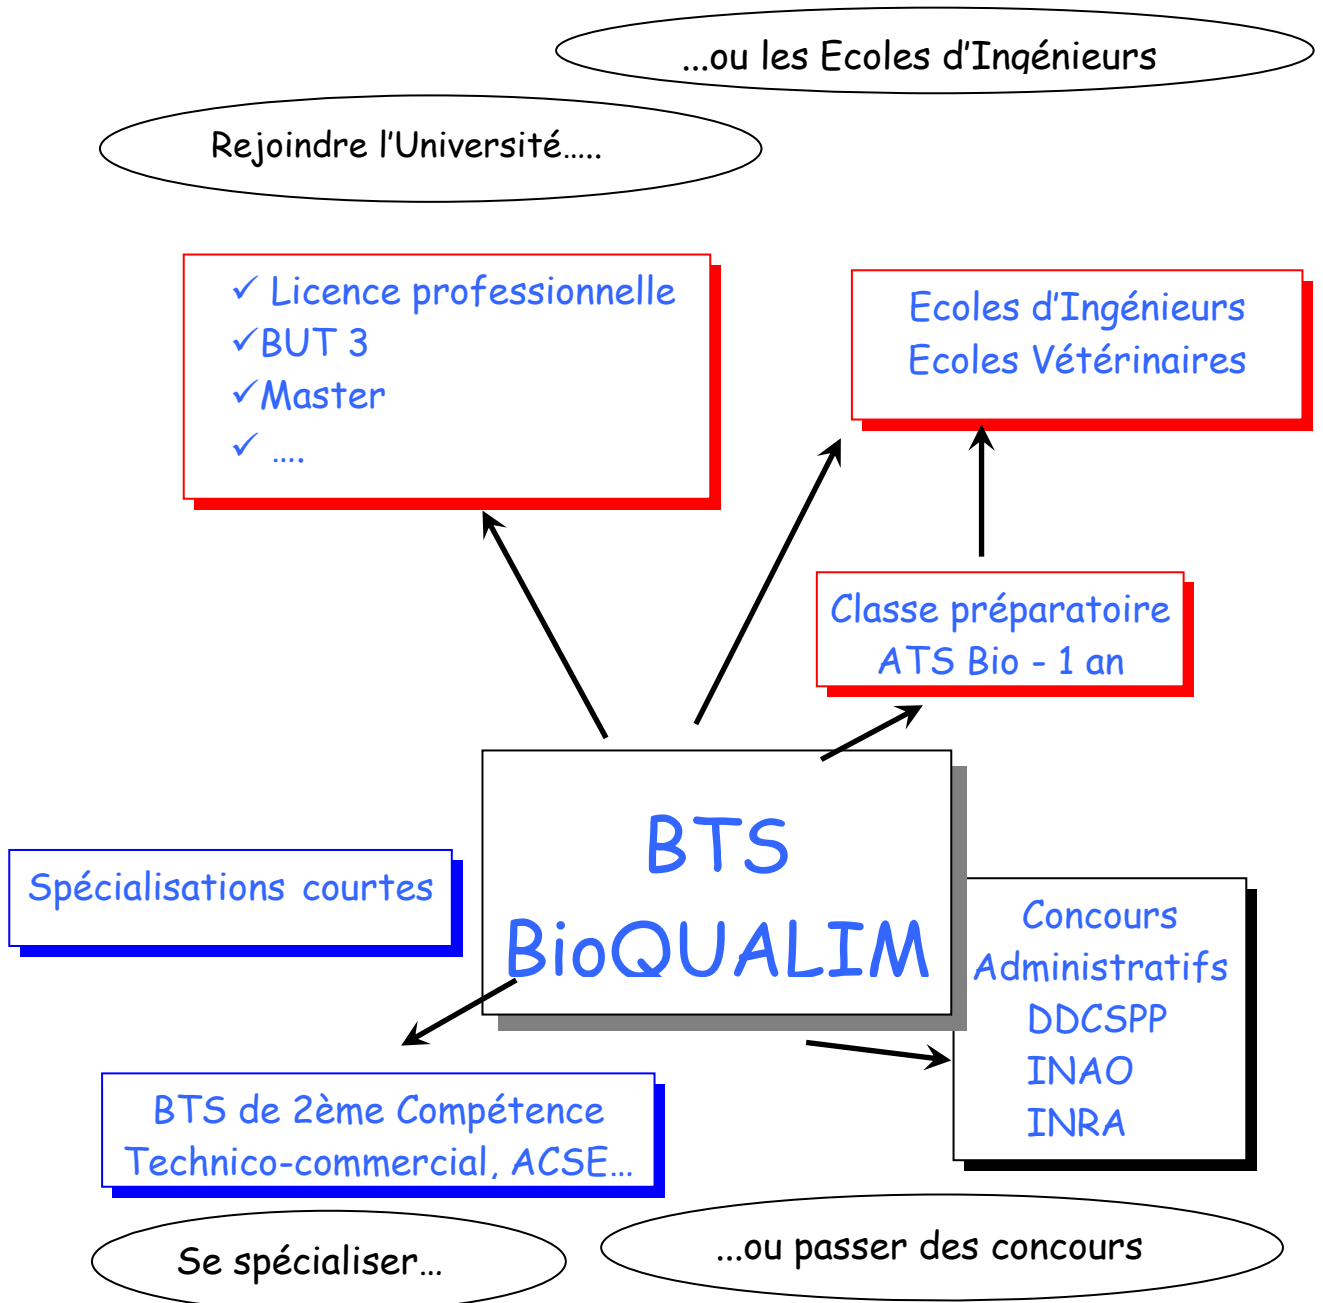 ...ou les Ecoles d'Ingénieurs
Rejoindre l'Université.....
✓ Licence professionnelle
✓BUT 3
✓Master
✓ ....
Ecoles d'Ingénieurs
Ecoles Vétérinaires
Classe préparatoire
ATS Bio - 1 an
BTS
BioQUALIM
Spécialisations courtes
Concours
Administratifs
DDCSPP
INAO
INRA
BTS de 2ème Compétence
Technico-commercial, ACSE...
Se spécialiser...
...ou passer des concours